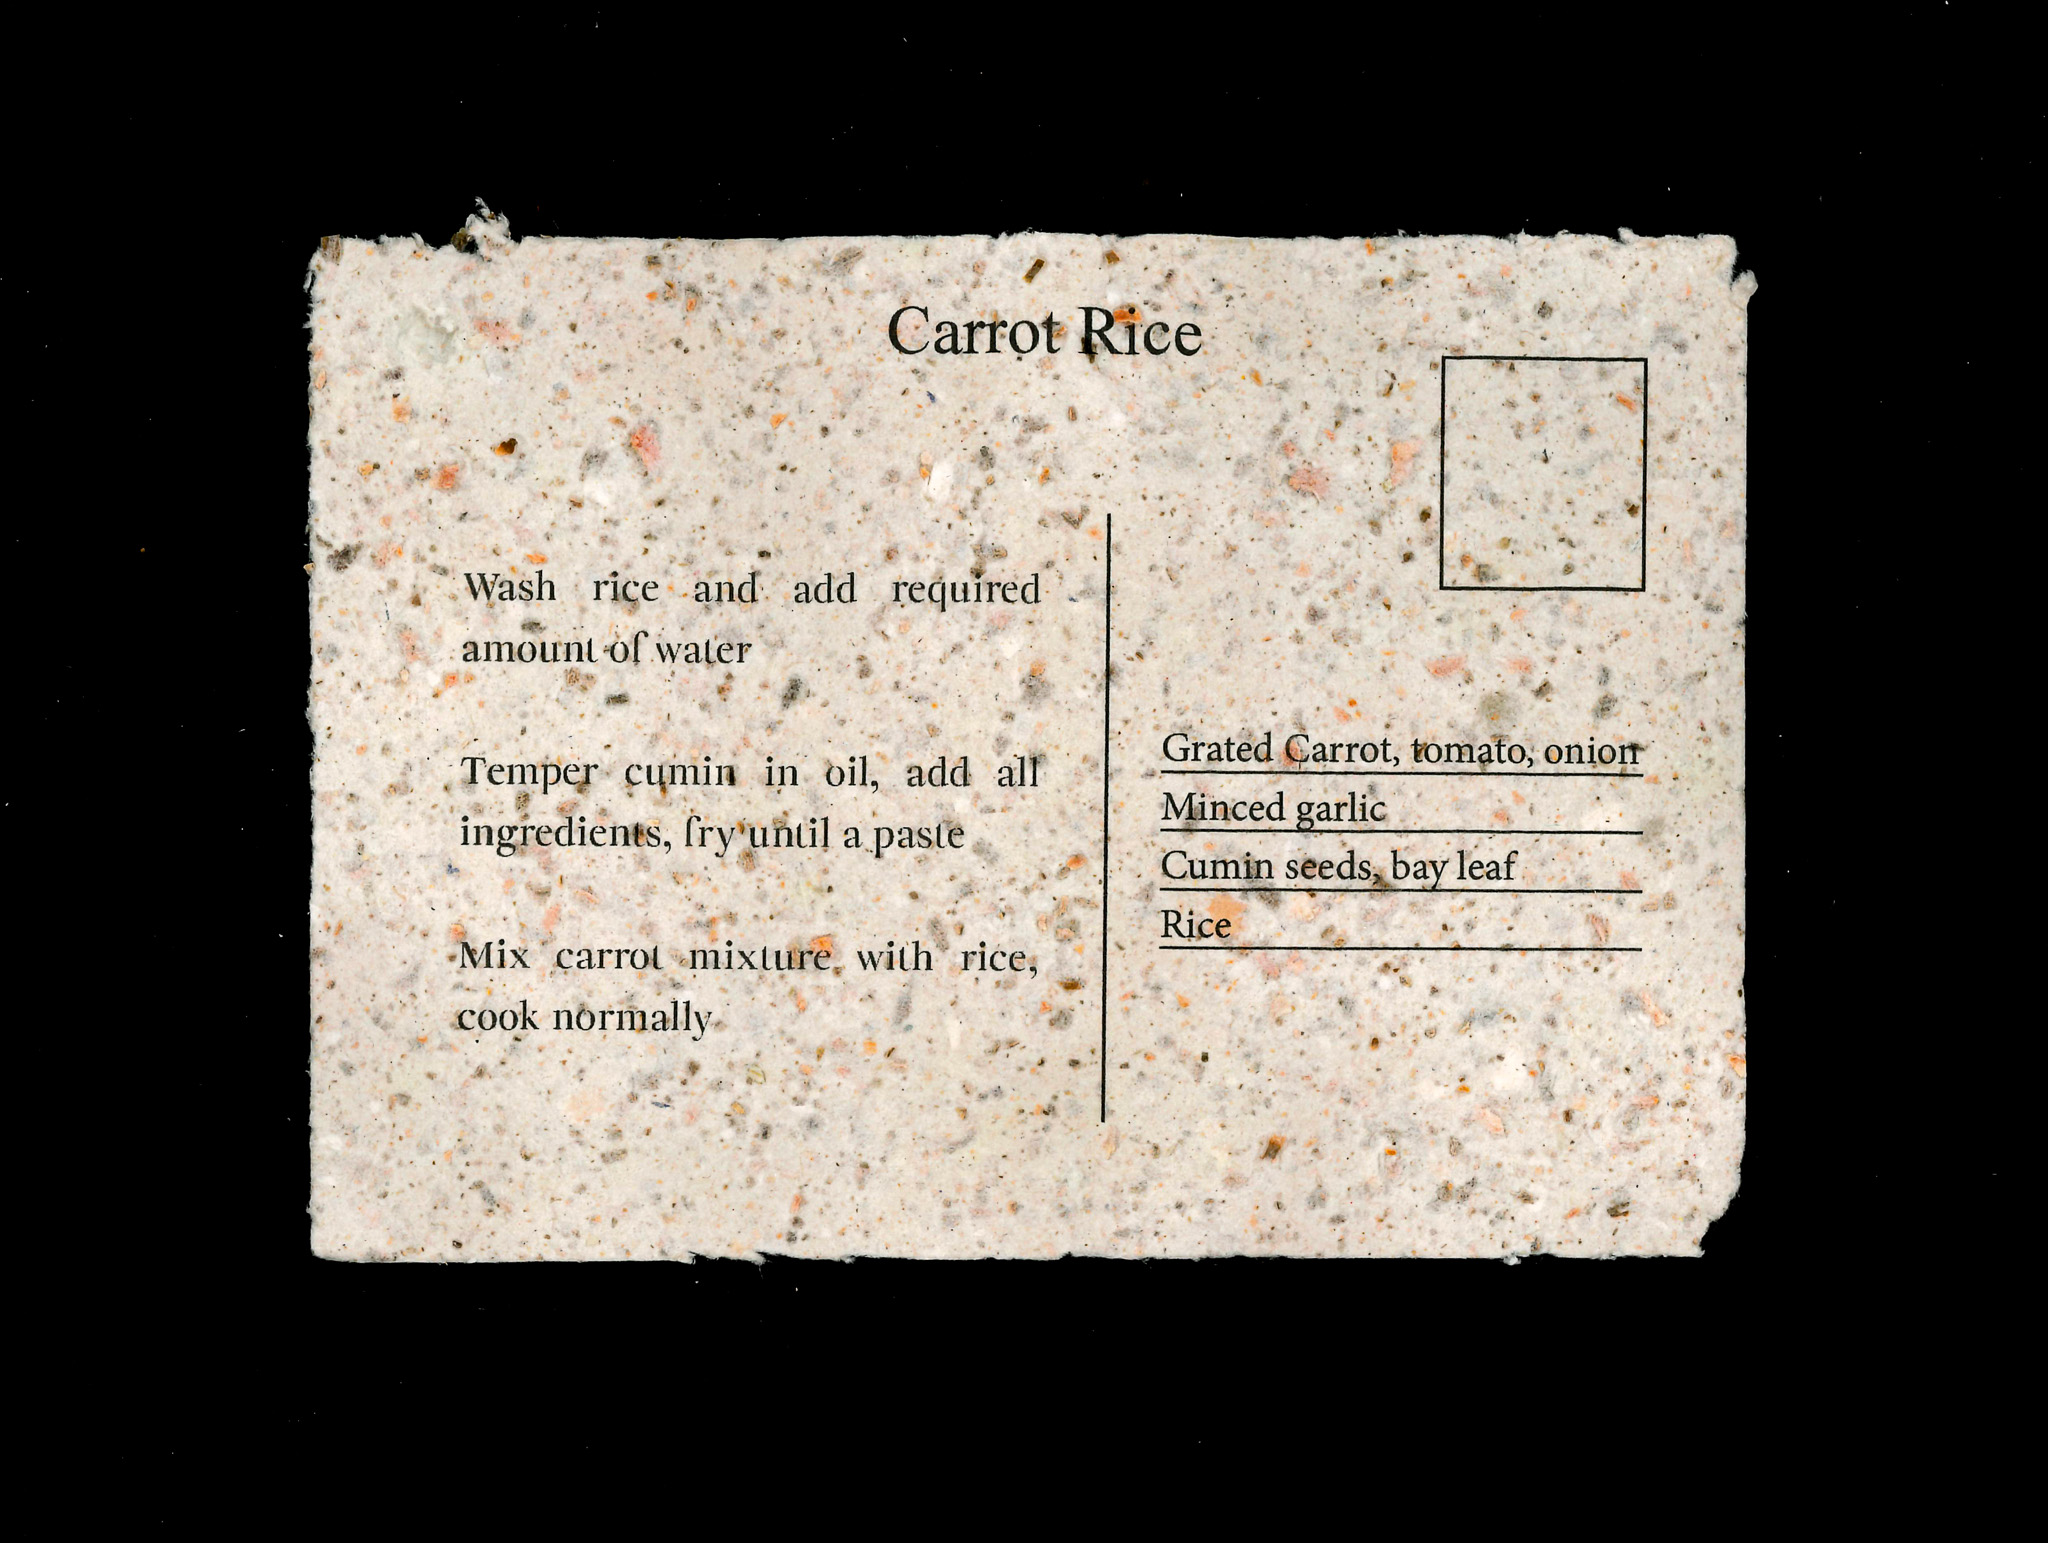 Carrot Rice
Wash rice and add required
amount of water
Temper cumin in oil, add all
ingredients, fry until a paste
Mix carrot mixture with rice,
cook normally
Grated Carrot, tomato, onion
Minced garlic
Cumin seeds, bay leaf
Rice